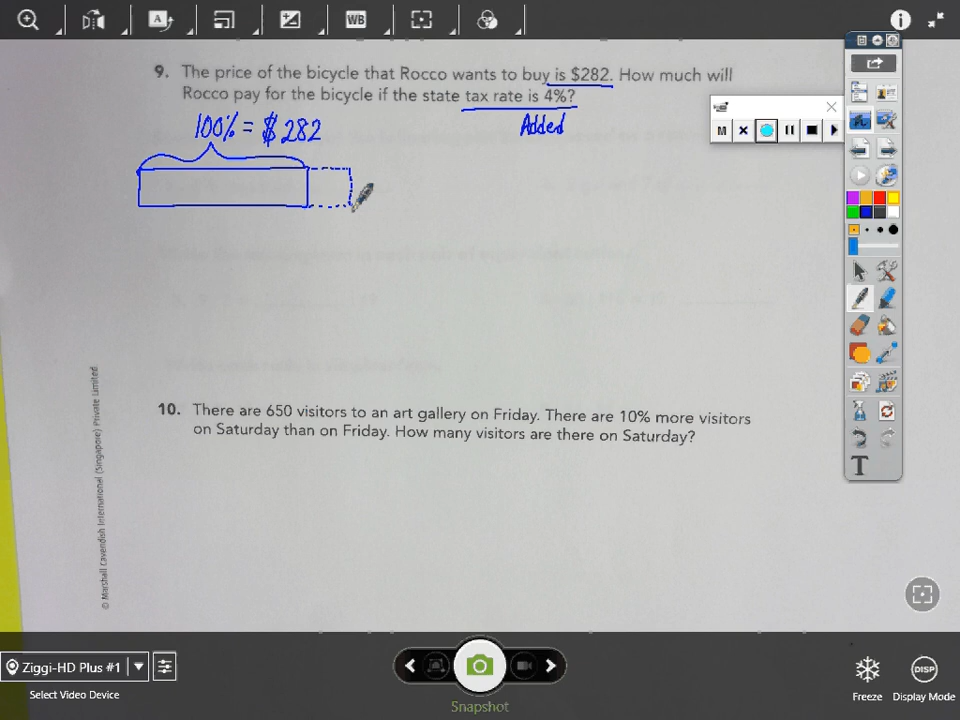 WB
A
i
9. The price of the bicycle that Rocco wants to buy is $282. How much will
Rocco pay for the bicycle if the state tax rate is 4%?
100% = $282
Added
M
T
10. There are 650 visitors to an art gallery on Friday. There are 10% more visitors
on Saturday than on Friday. How many visitors are there on Saturday?
© Marshall Cavendish International (Singapore) Private Limited
Ziggi-HD Plus #1
Select Video Device
Snapshot
Freeze
DISP
Display Mode